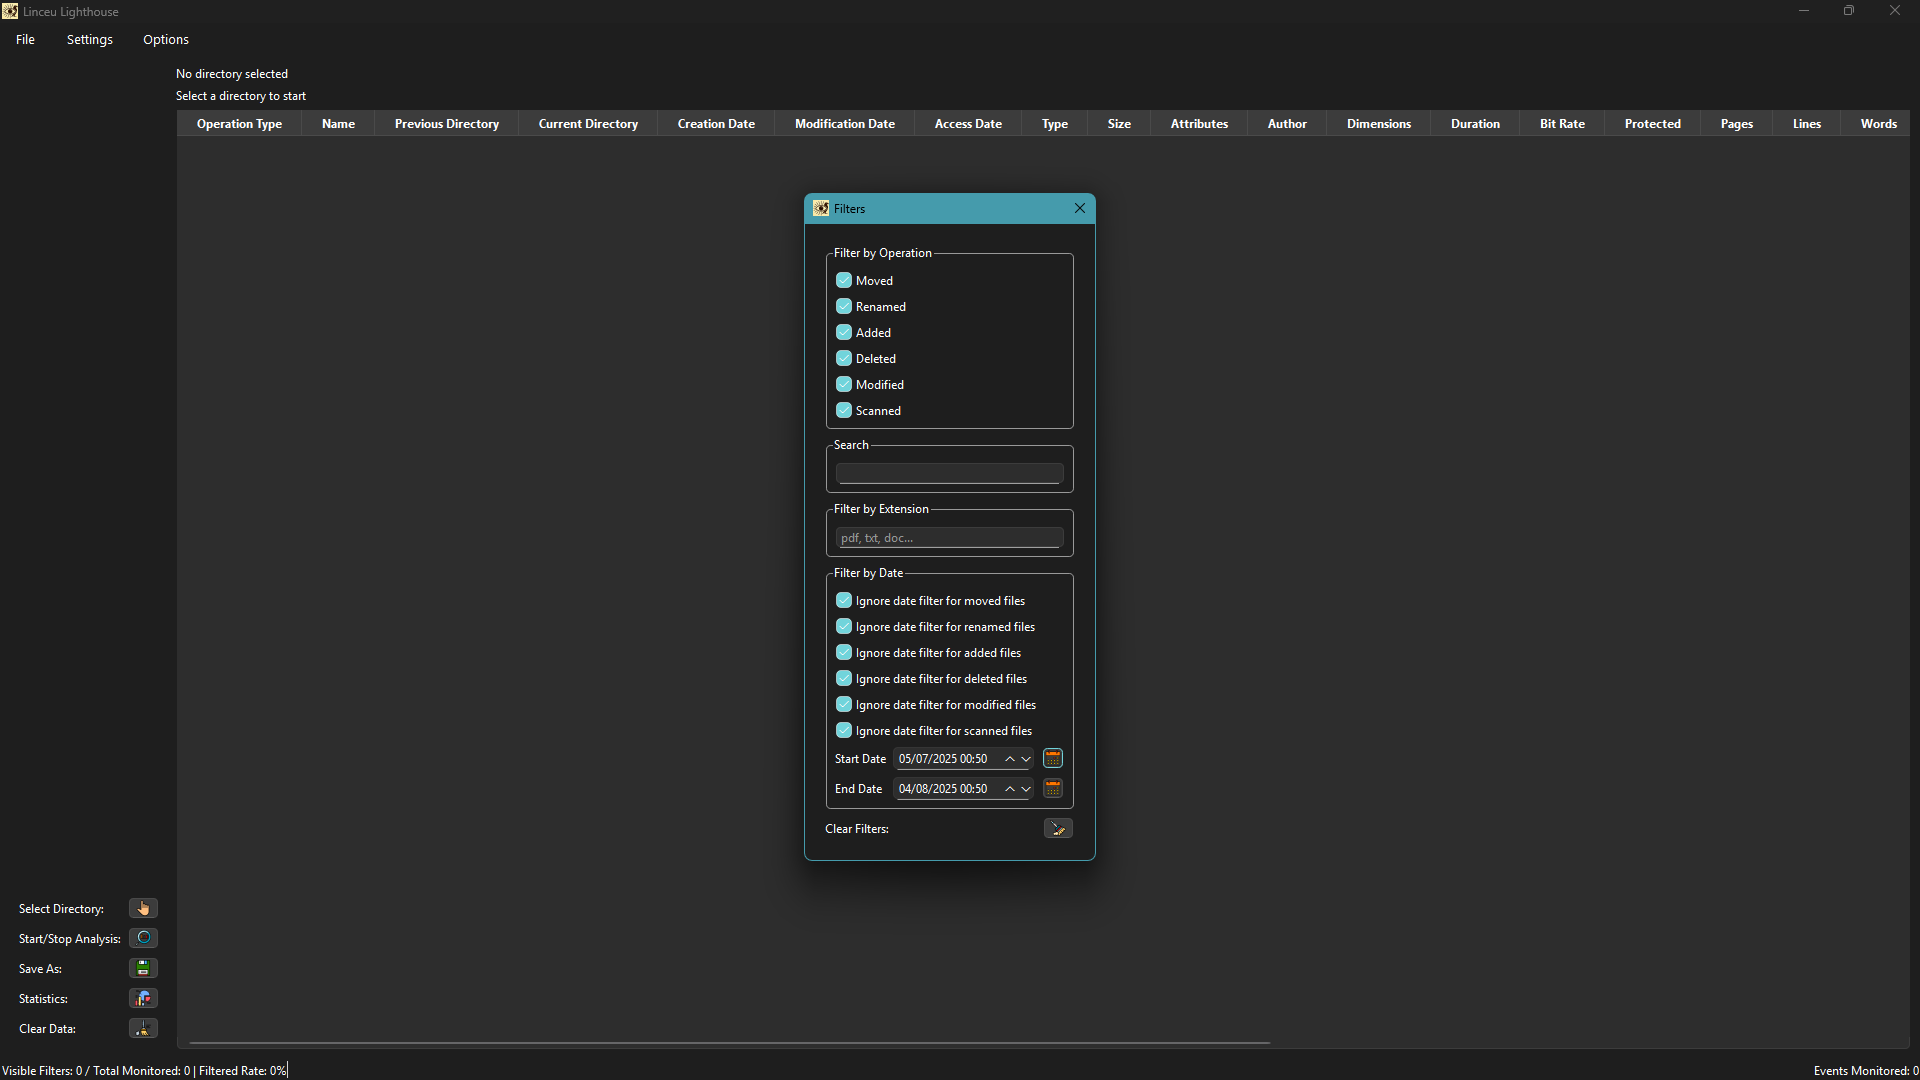 Linceu Lighthouse
File Settings Options
No directory selected
Select a directory to start
Operation Type Name Previous Directory Current Directory Creation Date Modification Date Access Date Type Size Attributes Author Dimensions Duration Bit Rate Protected Pages Lines Words
Filters
Filter by Operation
Moved
Renamed
Added
Deleted
Modified
Scanned
Search
Filter by Extension
pdf, txt, doc...
Filter by Date
Ignore date filter for moved files
Ignore date filter for renamed files
Ignore date filter for added files
Ignore date filter for deleted files
Ignore date filter for modified files
Ignore date filter for scanned files
Start Date 05/07/2025 00:50
End Date 04/08/2025 00:50
Clear Filters:
Select Directory:
Start/Stop Analysis:
Save As:
Statistics:
Clear Data:
Visible Filters: 0 / Total Monitored: 0 | Filtered Rate: 0%
Events Monitored: 0